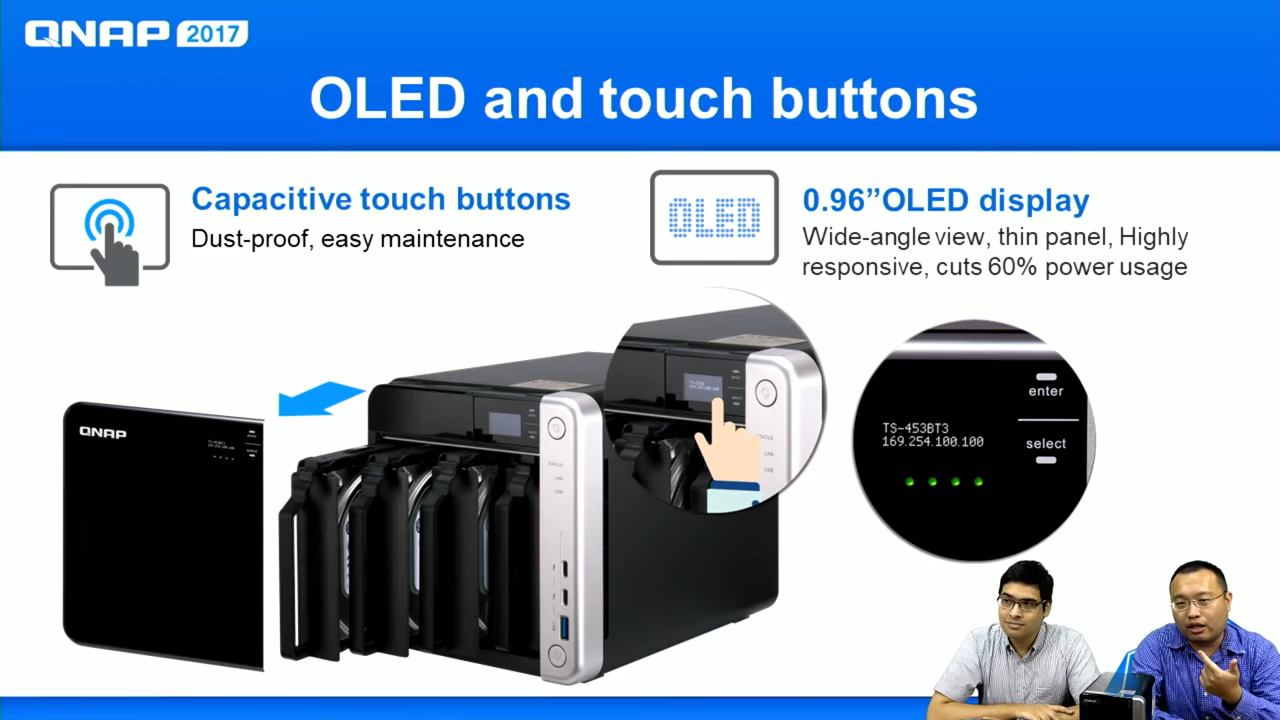 QNAP 2017
OLED and touch buttons
Capacitive touch buttons
Dust-proof, easy maintenance
OLED
0.96”OLED display
Wide-angle view, thin panel, Highly
responsive, cuts 60% power usage
QNAP
enter
TS-453BT3
169.254.100.100
select
STATUS
LAN
USB